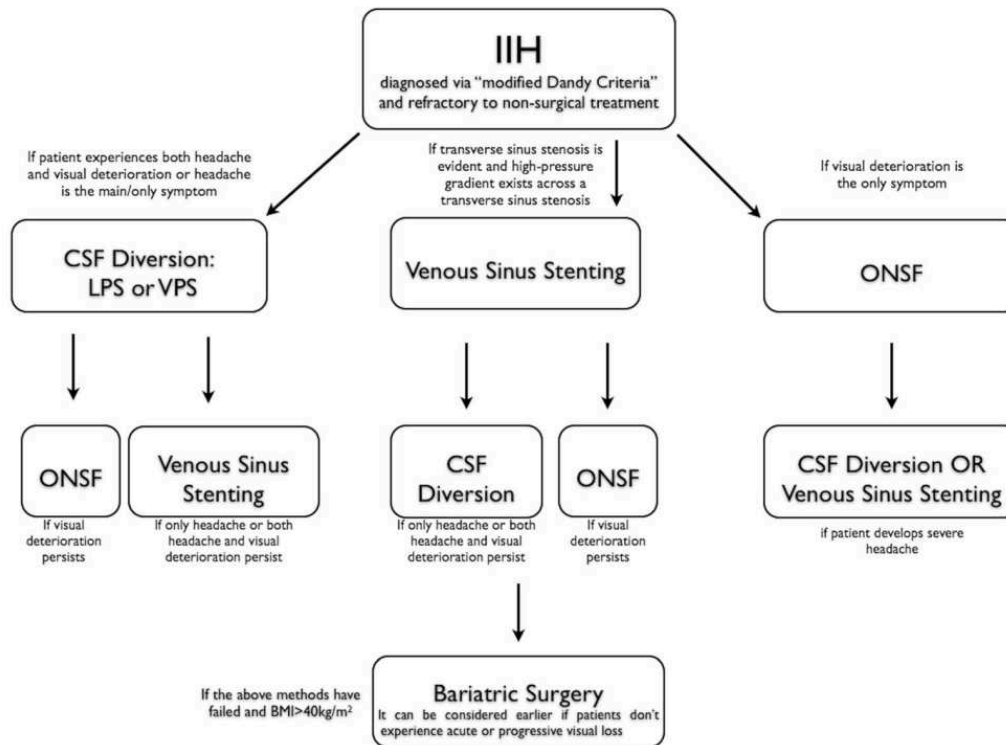 IIH
diagnosed via “modified Dandy Criteria”
and refractory to non-surgical treatment
If patient experiences both headache
and visual deterioration or headache
is the main/only symptom
If transverse sinus stenosis is
evident and high-pressure
gradient exists across a
transverse sinus stenosis
If visual deterioration is
the only symptom
CSF Diversion:
LPS or VPS
Venous Sinus Stenting
ONSF
ONSF
If visual
deterioration
persists
Venous Sinus
Stenting
If only headache or both
headache and visual
deterioration persist
CSF
Diversion
If only headache or both
headache and visual
deterioration persist
ONSF
If visual
deterioration
persists
CSF Diversion OR
Venous Sinus Stenting
if patient develops severe
headache
If the above methods have
failed and BMI>40kg/m²
Bariatric Surgery
It can be considered earlier if patients don't
experience acute or progressive visual loss